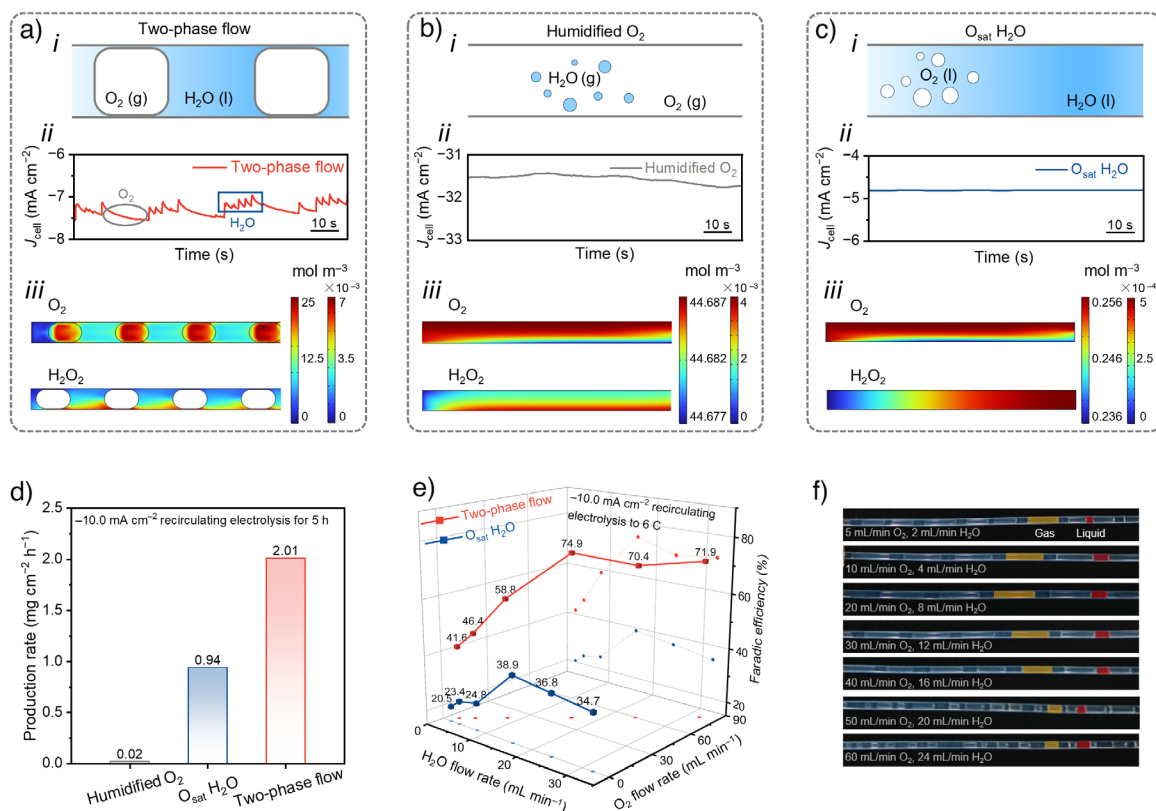 a)
i
Two-phase flow
O2 (g)
H2O (l)
ii
−6
−7
−8
Jcell (mA cm−2)
Two-phase flow
O2
H2O
10 s
Time (s)
iii
mol m−3
×10−3
O2
H2O2
25
12.5
0
7
3.5
0
b)
i
Humidified O2
H2O (g)
O2 (g)
ii
−31
−32
−33
Jcell (mA cm−2)
Humidified O2
10 s
Time (s)
iii
mol m−3
×10−3
O2
H2O2
44.687
44.682
44.677
4
2
0
c)
i
Osat H2O
O2 (l)
H2O (l)
ii
−4
−5
−6
Jcell (mA cm−2)
Osat H2O
10 s
Time (s)
iii
mol m−3
×10−4
O2
H2O2
0.256
0.246
0.236
5
4
0
d)
−10.0 mA cm−2 recirculating electrolysis for 5 h
Production rate (mg cm−2 h−1)
2.5
2.0
1.5
1.0
0.5
0.0
0.02
0.94
2.01
Humidified O2
Osat H2O
Two-phase flow
e)
Two-phase flow
Osat H2O
−10.0 mA cm−2 recirculating
electrolysis to 6 C
41.6
46.4
58.8
74.9
70.4
71.9
20.5
23.4
24.8
38.9
36.8
34.7
80
60
40
20
Faradic efficiency (%)
0
10
20
30
H2O flow rate (mL min−1)
0
30
60
90
O2 flow rate (mL min−1)
f)
5 mL/min O2, 2 mL/min H2O
Gas
Liquid
10 mL/min O2, 4 mL/min H2O
20 mL/min O2, 8 mL/min H2O
30 mL/min O2, 12 mL/min H2O
40 mL/min O2, 16 mL/min H2O
50 mL/min O2, 20 mL/min H2O
60 mL/min O2, 24 mL/min H2O